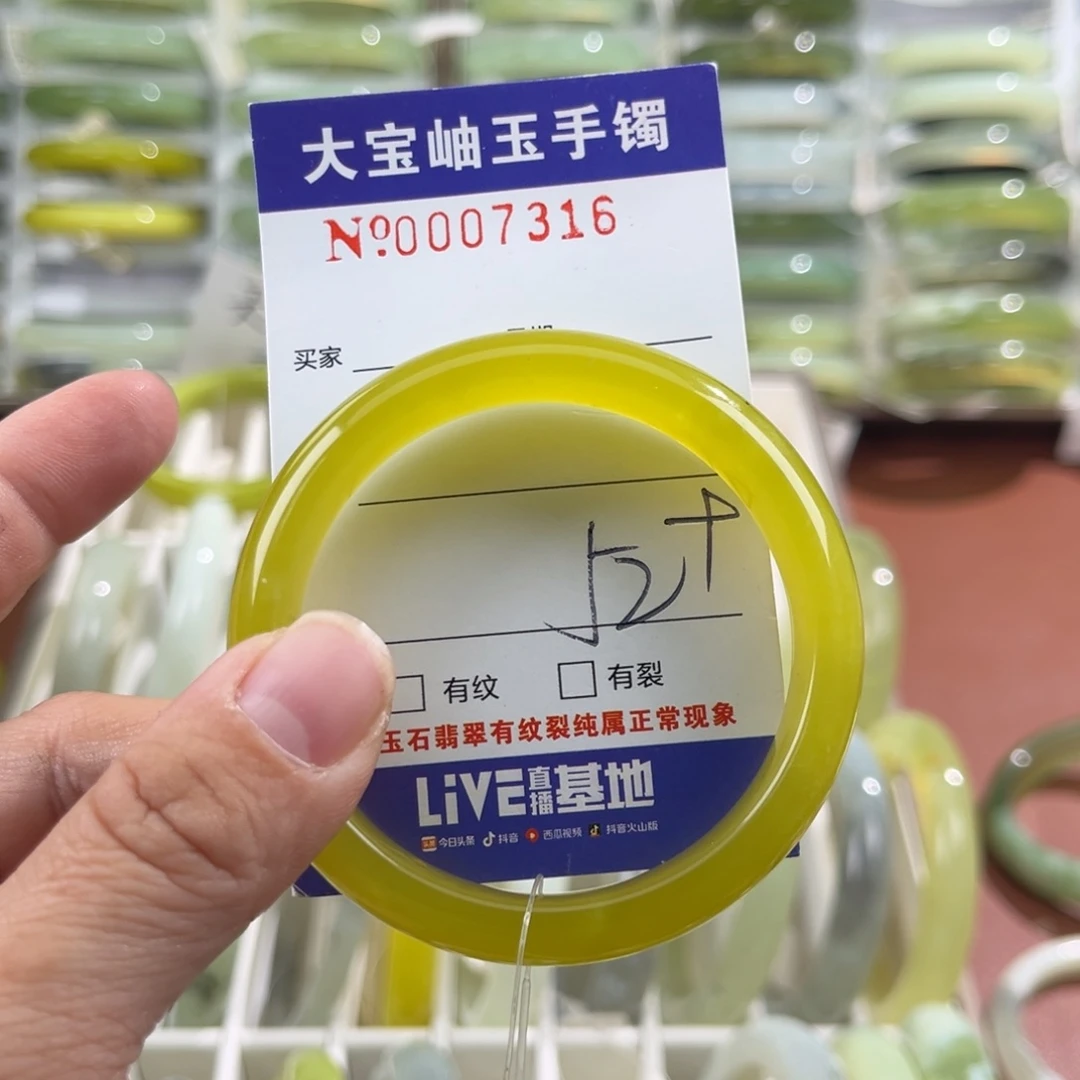 大宝岫玉手镯
№0007316
买家
52+
有纹 有裂
玉石翡翠有纹裂纯属正常现象
LiVE直播基地
今日头条 抖音 西瓜视频 抖音火山版